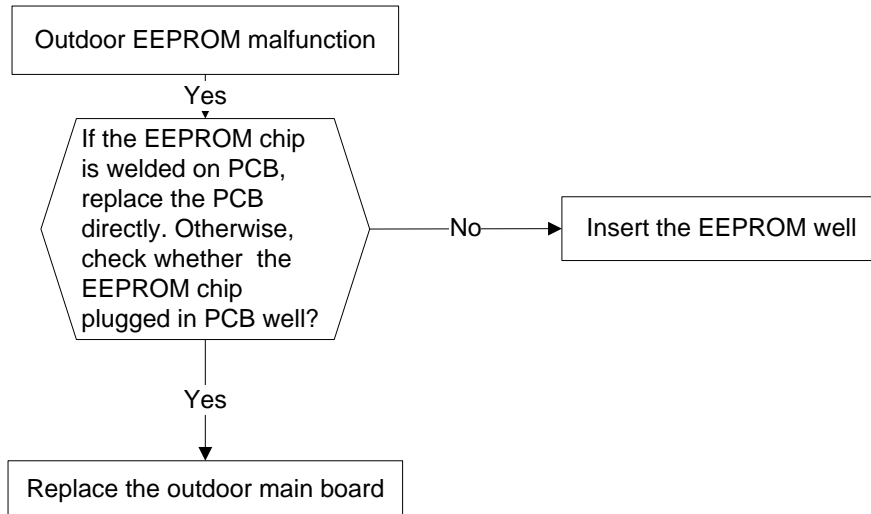 Outdoor EEPROM malfunction
Yes
If the EEPROM chip
is welded on PCB,
replace the PCB
directly. Otherwise,
check whether  the
EEPROM chip
plugged in PCB well?
No
Insert the EEPROM well
Yes
Replace the outdoor main board